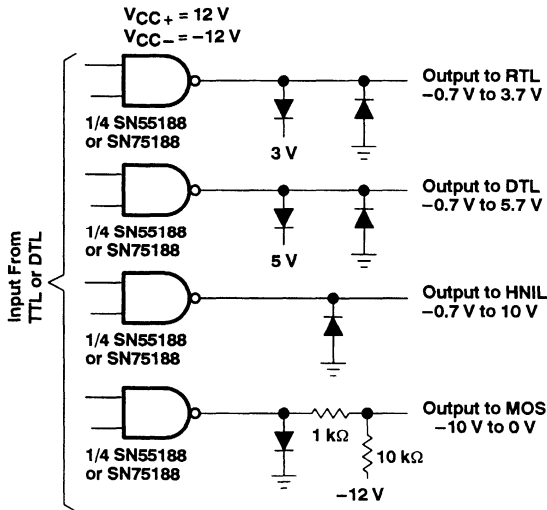 VCC+ = 12 V
VCC− = −12 V
Input From
TTL or DTL
1/4 SN55188
or SN75188
3 V
Output to RTL
−0.7 V to 3.7 V
1/4 SN55188
or SN75188
5 V
Output to DTL
−0.7 V to 5.7 V
1/4 SN55188
or SN75188
Output to HNIL
−0.7 V to 10 V
1/4 SN55188
or SN75188
1 kΩ
10 kΩ
−12 V
Output to MOS
−10 V to 0 V